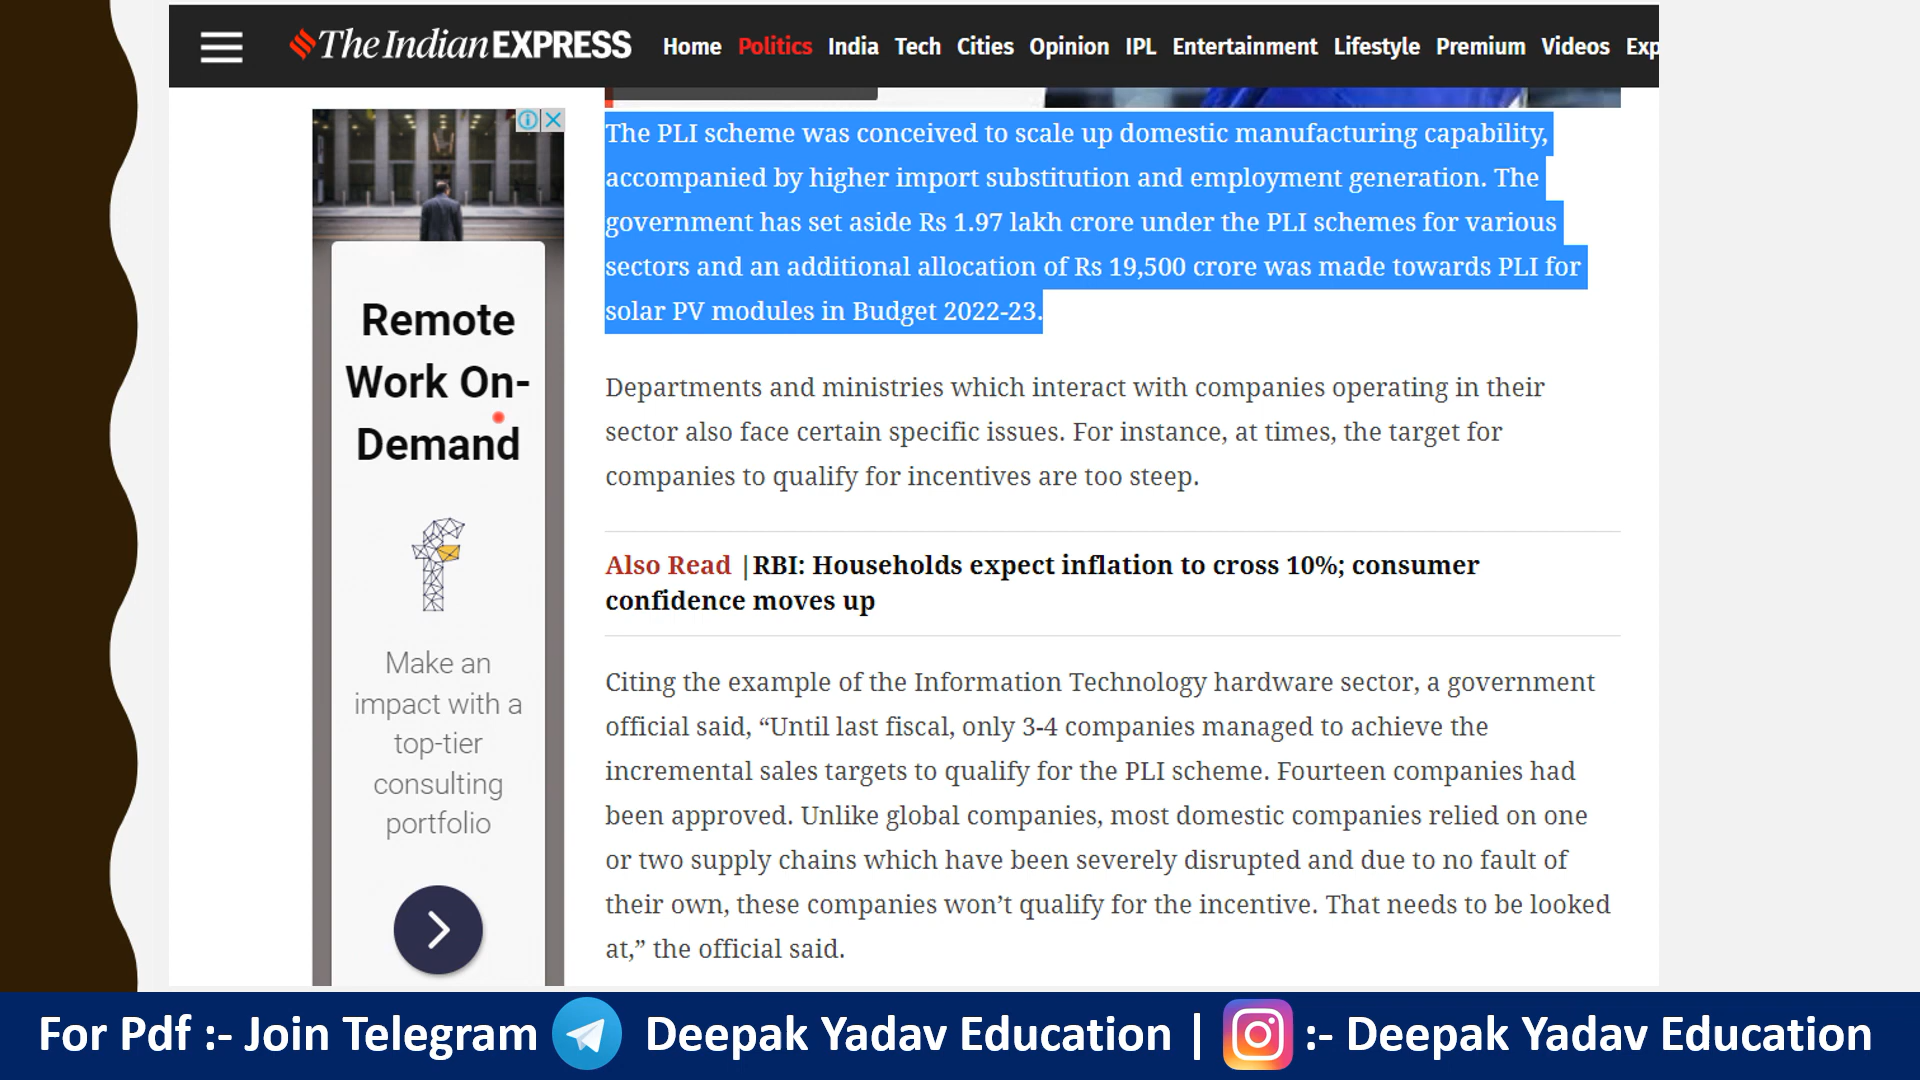 The Indian EXPRESS
Home Politics India Tech Cities Opinion IPL Entertainment Lifestyle Premium Videos Exp
The PLI scheme was conceived to scale up domestic manufacturing capability,
accompanied by higher import substitution and employment generation. The
government has set aside Rs 1.97 lakh crore under the PLI schemes for various
sectors and an additional allocation of Rs 19,500 crore was made towards PLI for
solar PV modules in Budget 2022-23.
Remote
Work On-
Demand
Make an
impact with a
top-tier
consulting
portfolio
Departments and ministries which interact with companies operating in their
sector also face certain specific issues. For instance, at times, the target for
companies to qualify for incentives are too steep.
Also Read |RBI: Households expect inflation to cross 10%; consumer
confidence moves up
Citing the example of the Information Technology hardware sector, a government
official said, “Until last fiscal, only 3-4 companies managed to achieve the
incremental sales targets to qualify for the PLI scheme. Fourteen companies had
been approved. Unlike global companies, most domestic companies relied on one
or two supply chains which have been severely disrupted and due to no fault of
their own, these companies won’t qualify for the incentive. That needs to be looked
at,” the official said.
For Pdf :- Join Telegram Deepak Yadav Education | :- Deepak Yadav Education